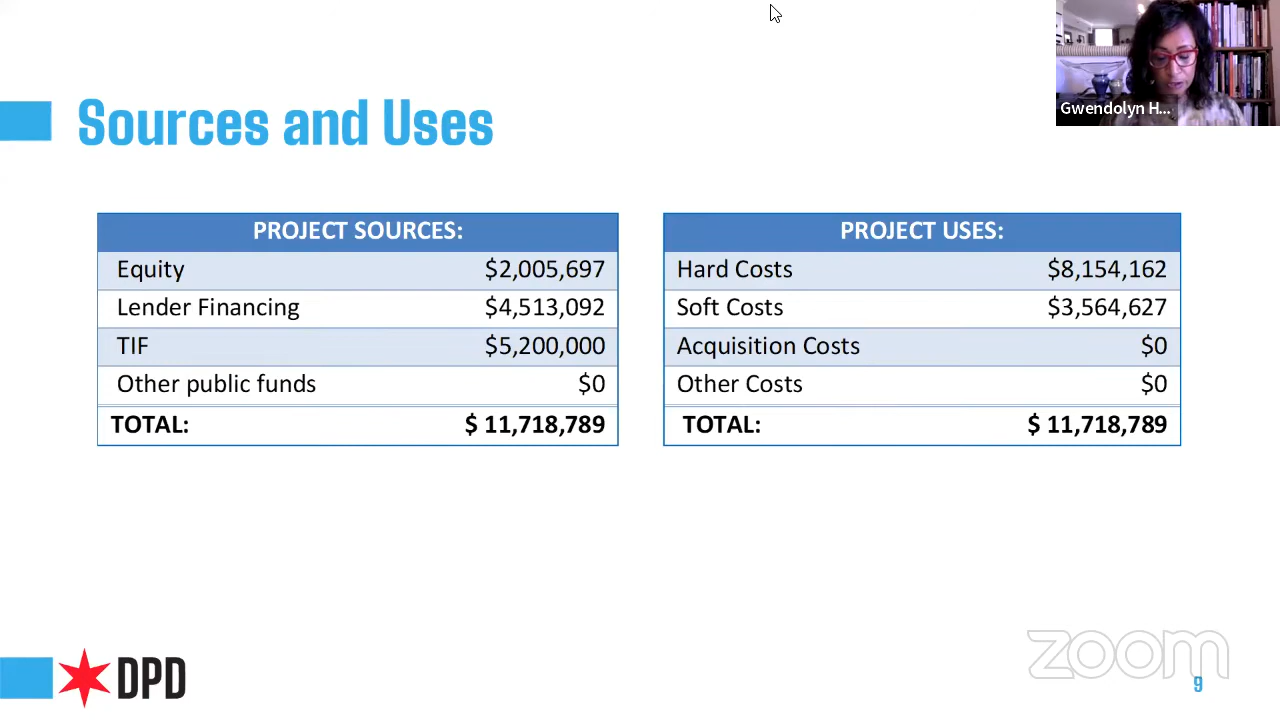 Gwendolyn H...
Sources and Uses
PROJECT SOURCES:
Equity $2,005,697
Lender Financing $4,513,092
TIF $5,200,000
Other public funds $0
TOTAL: $ 11,718,789
PROJECT USES:
Hard Costs $8,154,162
Soft Costs $3,564,627
Acquisition Costs $0
Other Costs $0
TOTAL: $ 11,718,789
DPD
zoom
9